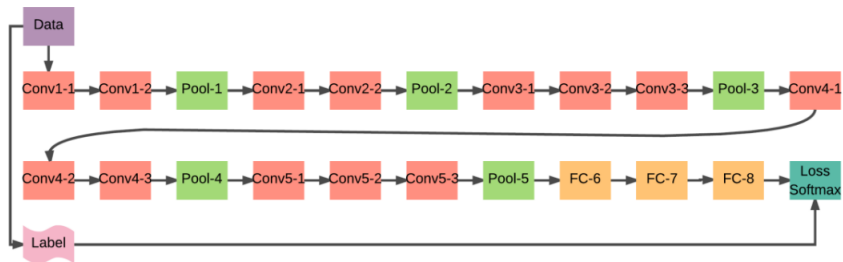 Data
Conv1-1 Conv1-2 Pool-1 Conv2-1 Conv2-2 Pool-2 Conv3-1 Conv3-2 Conv3-3 Pool-3 Conv4-1
Conv4-2 Conv4-3 Pool-4 Conv5-1 Conv5-2 Conv5-3 Pool-5 FC-6 FC-7 FC-8 Loss
Softmax
Label